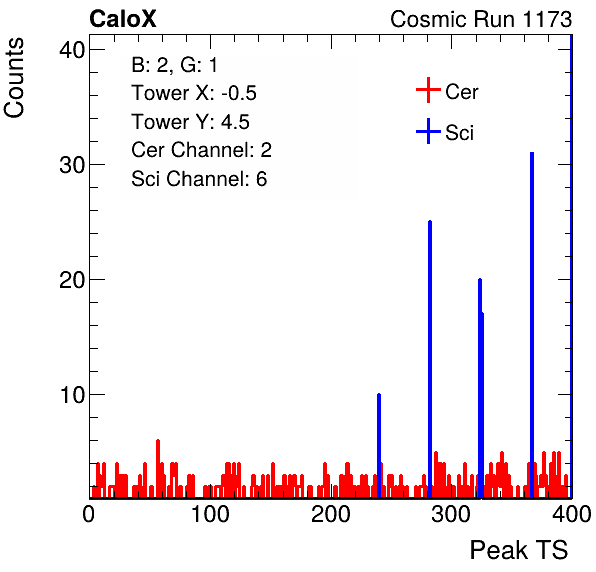 CaloX Cosmic Run 1173
Counts
40
30
20
10
B: 2, G: 1
Tower X: -0.5
Tower Y: 4.5
Cer Channel: 2
Sci Channel: 6
Cer
Sci
0 100 200 300 400
Peak TS